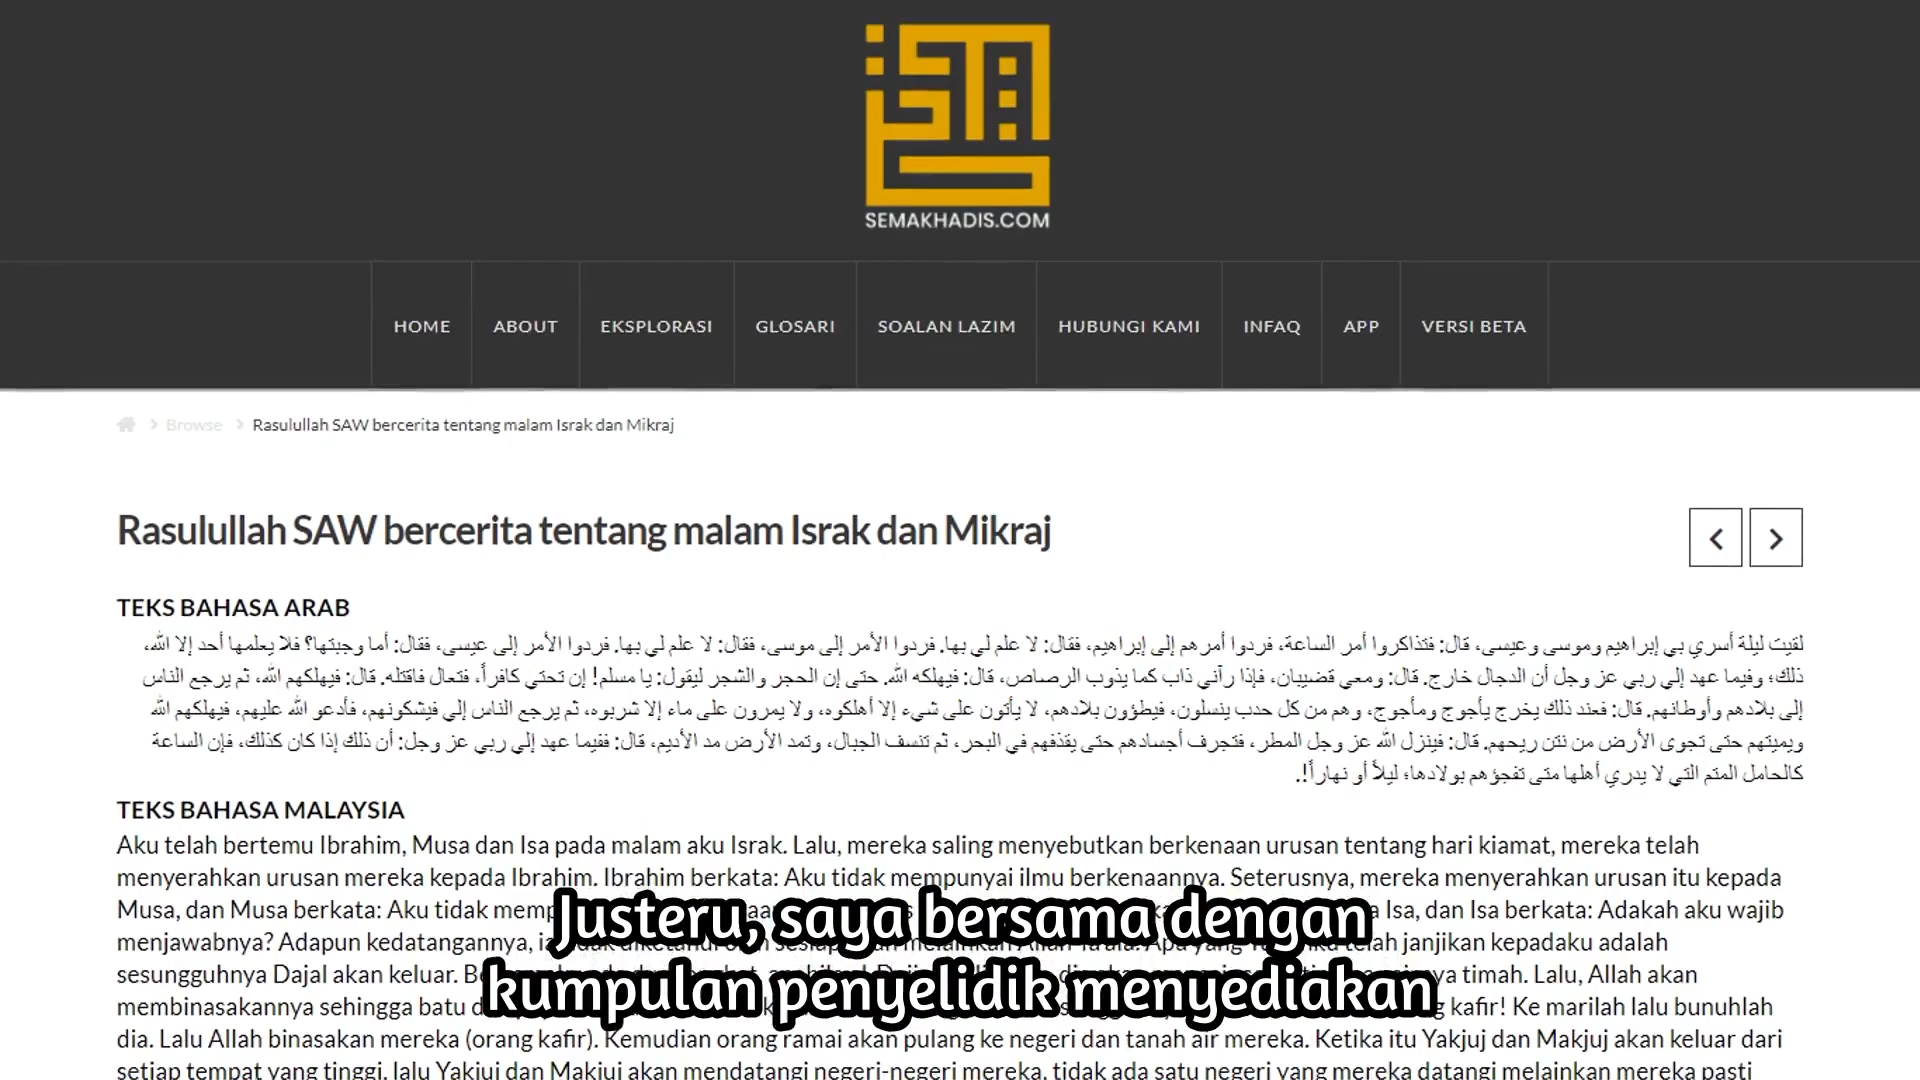 SEMAKHADIS.COM
HOME
ABOUT
EKSPLORASI
GLOSARI
SOALAN LAZIM
HUBUNGI KAMI
INFAQ
APP
VERSI BETA
Browse
Rasulullah SAW bercerita tentang malam Israk dan Mikraj
Rasulullah SAW bercerita tentang malam Israk dan Mikraj
TEKS BAHASA ARAB
لقيت ليلة أسري بي إبراهيم وموسى وعيسى، قال: فتذاكروا أمر الساعة، فردوا أمرهم إلى إبراهيم، فقال: لا علم لي بها. فردوا الأمر إلى موسى، فقال: لا علم لي بها. فردوا الأمر إلى عيسى، فقال: أما وجبتها؟ فلا يعلمها أحد إلا الله،
ذلك؛ وفيما عهد إلي ربي عز وجل أن الدجال خارج. قال: ومعي قضيبان، فإذا رآني ذاب كما يذوب الرصاص، قال: فيهلكه الله. حتى إن الحجر والشجر ليقول: يا مسلم! إن تحتي كافراً، فتعال فاقتله. قال: فيهلكهم الله، ثم يرجع الناس
إلى بلادهم وأوطانهم. قال: فعند ذلك يخرج يأجوج ومأجوج، وهم من كل حدب ينسلون، فيطؤون بلادهم، لا يأتون على شيء إلا أهلكوه، ولا يمرون على ماء إلا شربوه، ثم يرجع الناس إلي فيشكونهم، فأدعو الله عليهم، فيهلكهم الله
ويميتهم حتى تجوى الأرض من نتن ريحهم. قال: فينزل الله عز وجل المطر، فتجرف أجسادهم حتى يقذفهم في البحر، ثم تنسف الجبال، وتمد الأرض مد الأديم، قال: ففيما عهد إلي ربي عز وجل: أن ذلك إذا كان كذلك، فإن الساعة
كالحامل المتم التي لا يدري أهلها متى تفجؤهم بولادها؛ ليلاً أو نهاراً!.
TEKS BAHASA MALAYSIA
Aku telah bertemu Ibrahim, Musa dan Isa pada malam aku Israk. Lalu, mereka saling menyebutkan berkenaan urusan tentang hari kiamat, mereka telah
menyerahkan urusan mereka kepada Ibrahim. Ibrahim berkata: Aku tidak mempunyai ilmu berkenaannya. Seterusnya, mereka menyerahkan urusan itu kepada
Musa, dan Musa berkata: Aku tidak Isa, dan Isa berkata: Adakah aku wajib
menjawabnya? Adapun kedatangannya, telah janjikan kepadaku adalah
sesungguhnya Dajal akan keluar. timah. Lalu, Allah akan
membinasakannya sehingga batu kafir! Ke marilah lalu bunuhlah
dia. Lalu Allah binasakan mereka (orang kafir). Kemudian orang ramai akan pulang ke negeri dan tanah air mereka. Ketika itu Yakjuj dan Makjuj akan keluar dari
setiap tempat yang tinggi, lalu Yakjuj dan Makjuj akan mendatangi negeri-negeri mereka, tidak ada satu negeri yang mereka datangi melainkan mereka pasti
Justeru, saya bersama dengan
kumpulan penyelidik menyediakan